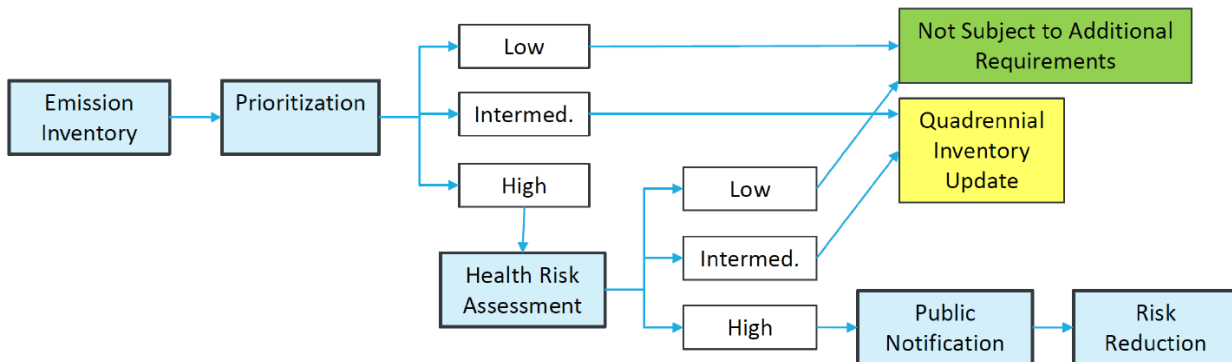 Emission
Inventory
Prioritization
Low
Intermed.
High
Not Subject to Additional
Requirements
Quadrennial
Inventory
Update
Health Risk
Assessment
Low
Intermed.
High
Public
Notification
Risk
Reduction